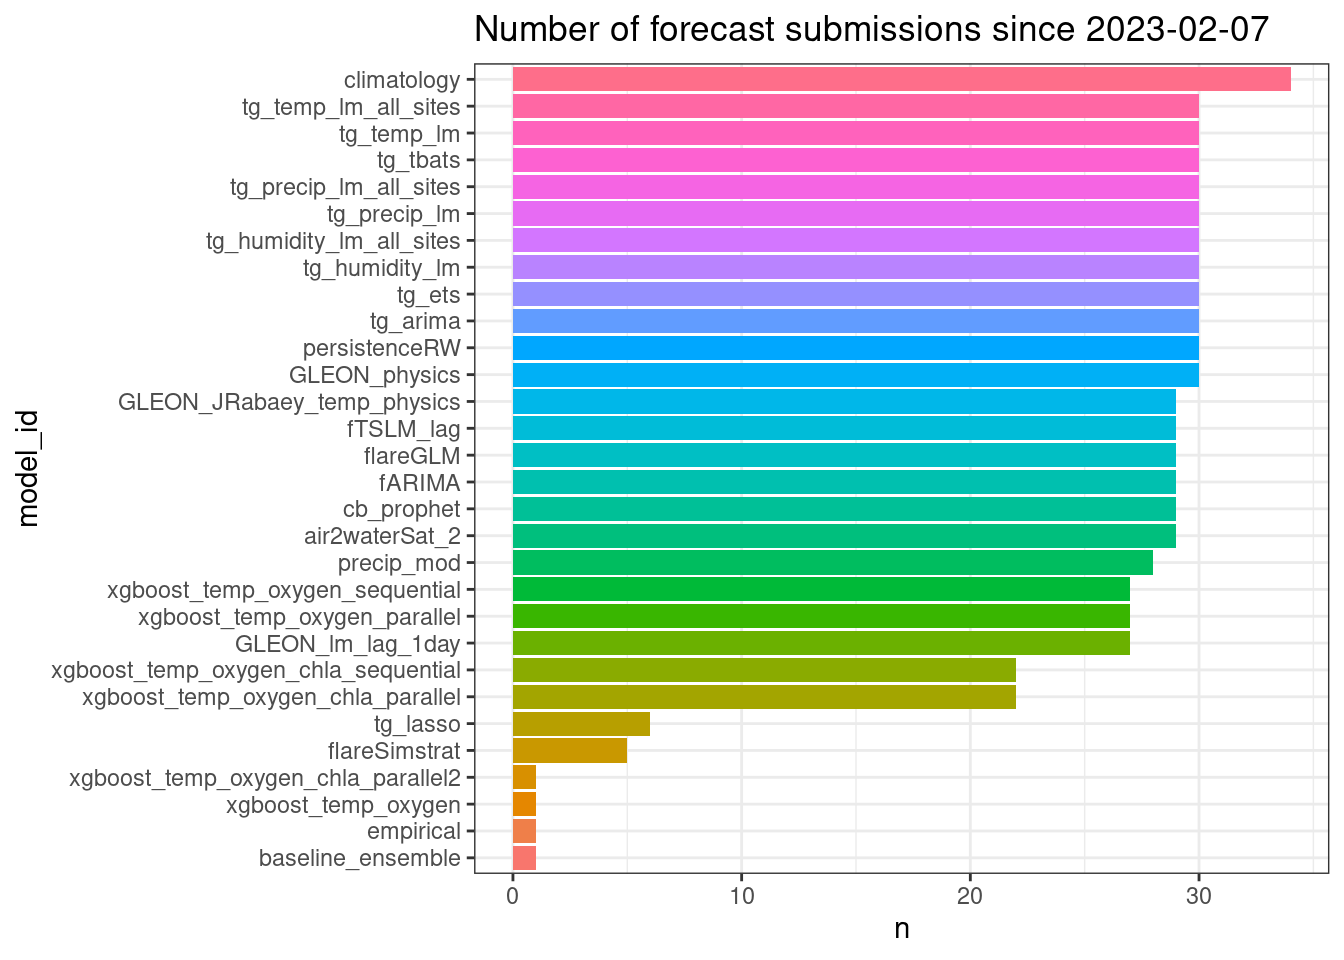 Number of forecast submissions since 2023-02-07
climatology
tg_temp_lm_all_sites
tg_temp_lm
tg_tbats
tg_precip_lm_all_sites
tg_precip_lm
tg_humidity_lm_all_sites
tg_humidity_lm
tg_ets
tg_arima
persistenceRW
GLEON_physics
GLEON_JRabaey_temp_physics
fTSLM_lag
flareGLM
fARIMA
cb_prophet
air2waterSat_2
precip_mod
xgboost_temp_oxygen_sequential
xgboost_temp_oxygen_parallel
GLEON_lm_lag_1day
xgboost_temp_oxygen_chla_sequential
xgboost_temp_oxygen_chla_parallel
tg_lasso
flareSimstrat
xgboost_temp_oxygen_chla_parallel2
xgboost_temp_oxygen
empirical
baseline_ensemble
model_id
0 10 20 30
n